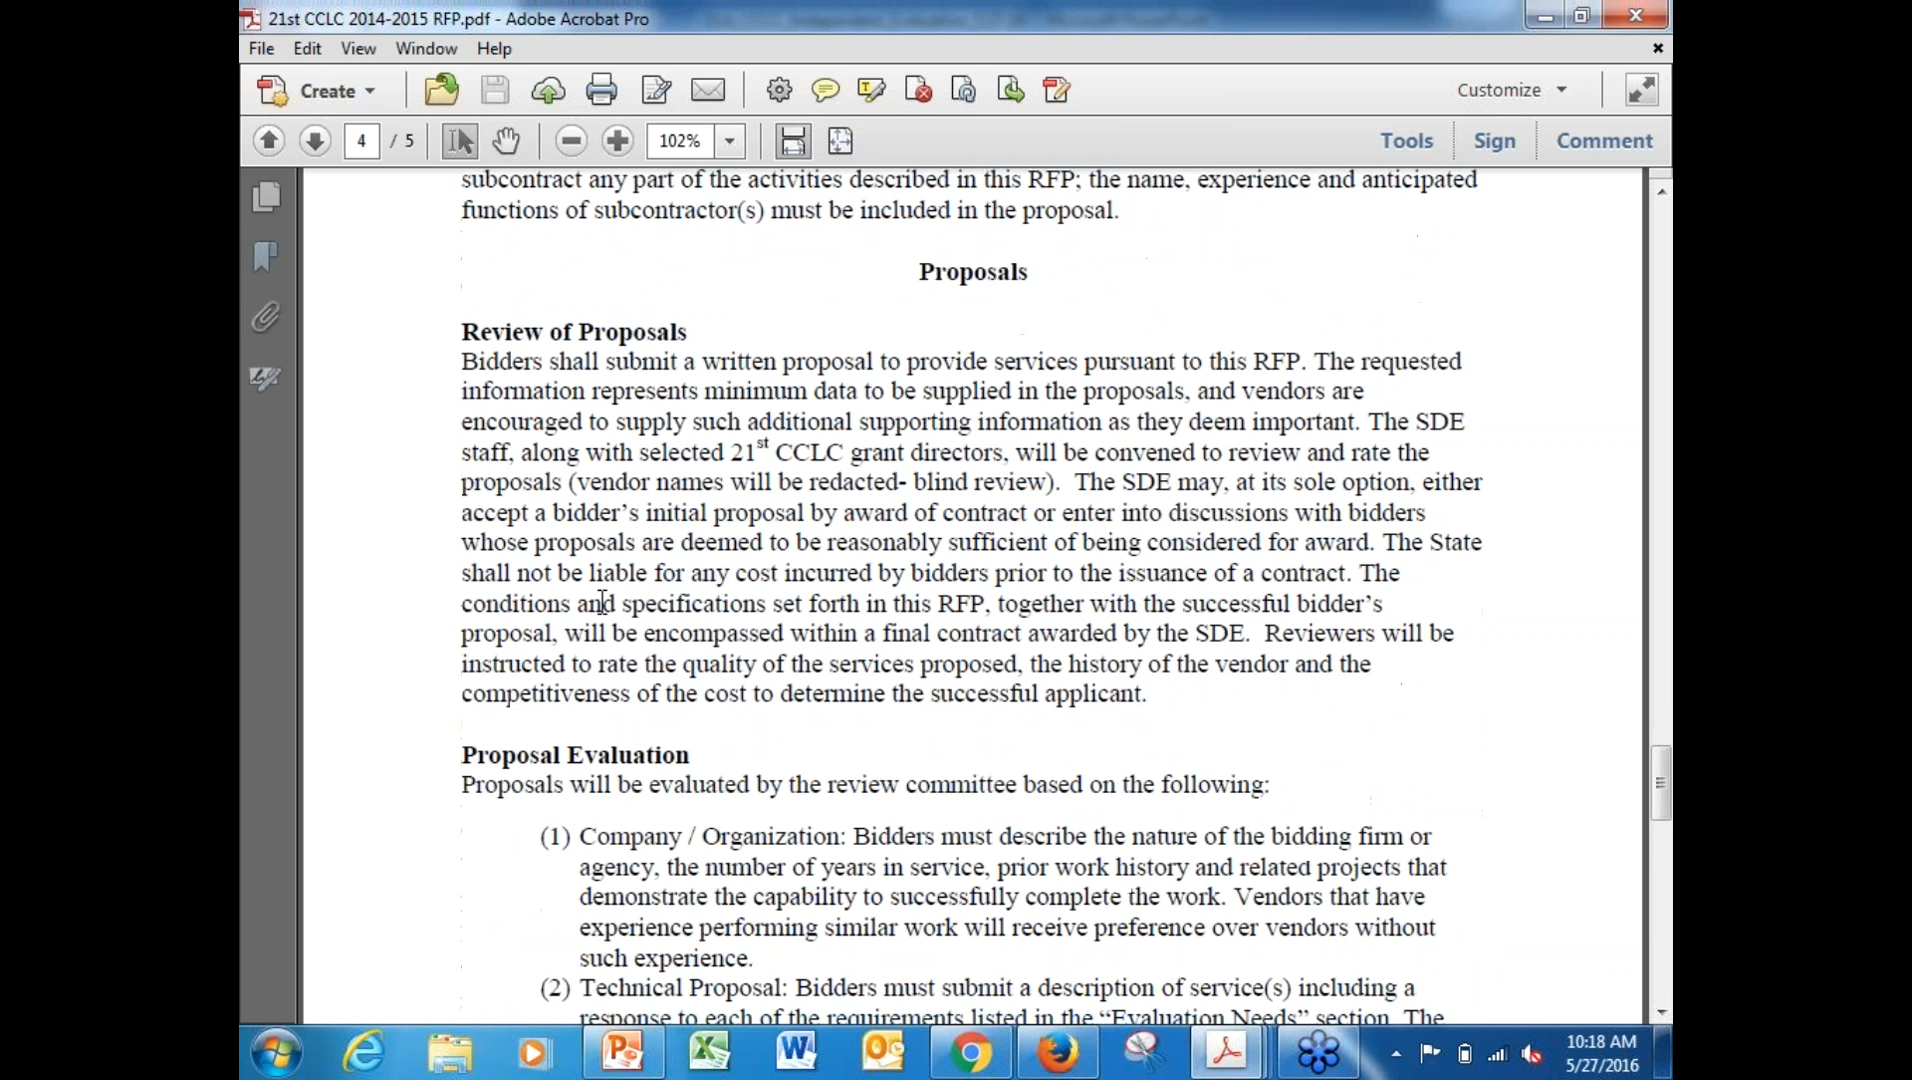 21st CCLC 2014-2015 RFP.pdf - Adobe Acrobat Pro
File Edit View Window Help
Create
Customize
4 / 5
102%
Tools Sign Comment
subcontract any part of the activities described in this RFP; the name, experience and anticipated
functions of subcontractor(s) must be included in the proposal.
Proposals
Review of Proposals
Bidders shall submit a written proposal to provide services pursuant to this RFP. The requested
information represents minimum data to be supplied in the proposals, and vendors are
encouraged to supply such additional supporting information as they deem important. The SDE
staff, along with selected 21st CCLC grant directors, will be convened to review and rate the
proposals (vendor names will be redacted- blind review). The SDE may, at its sole option, either
accept a bidder's initial proposal by award of contract or enter into discussions with bidders
whose proposals are deemed to be reasonably sufficient of being considered for award. The State
shall not be liable for any cost incurred by bidders prior to the issuance of a contract. The
conditions and specifications set forth in this RFP, together with the successful bidder's
proposal, will be encompassed within a final contract awarded by the SDE. Reviewers will be
instructed to rate the quality of the services proposed, the history of the vendor and the
competitiveness of the cost to determine the successful applicant.
Proposal Evaluation
Proposals will be evaluated by the review committee based on the following:
(1) Company / Organization: Bidders must describe the nature of the bidding firm or
agency, the number of years in service, prior work history and related projects that
demonstrate the capability to successfully complete the work. Vendors that have
experience performing similar work will receive preference over vendors without
such experience.
(2) Technical Proposal: Bidders must submit a description of service(s) including a
response to each of the requirements listed in the “Evaluation Needs” section. The
10:18 AM
5/27/2016